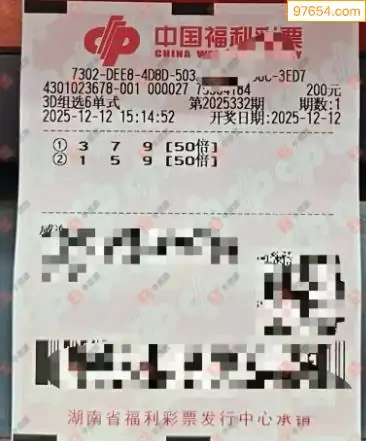 97654.com
中国福利彩票
CHINA WE
7302-DEE8-4D8D-503 3ED7
4301023678-101 000027 200元
3D组选6单式 第2025332期 期数:1
2025-12-12 15:14:52 开奖日期:2025-12-12
① 3 7 9 [50倍]
② 1 5 9 [50倍]
湖南省福利彩票发行中心承销